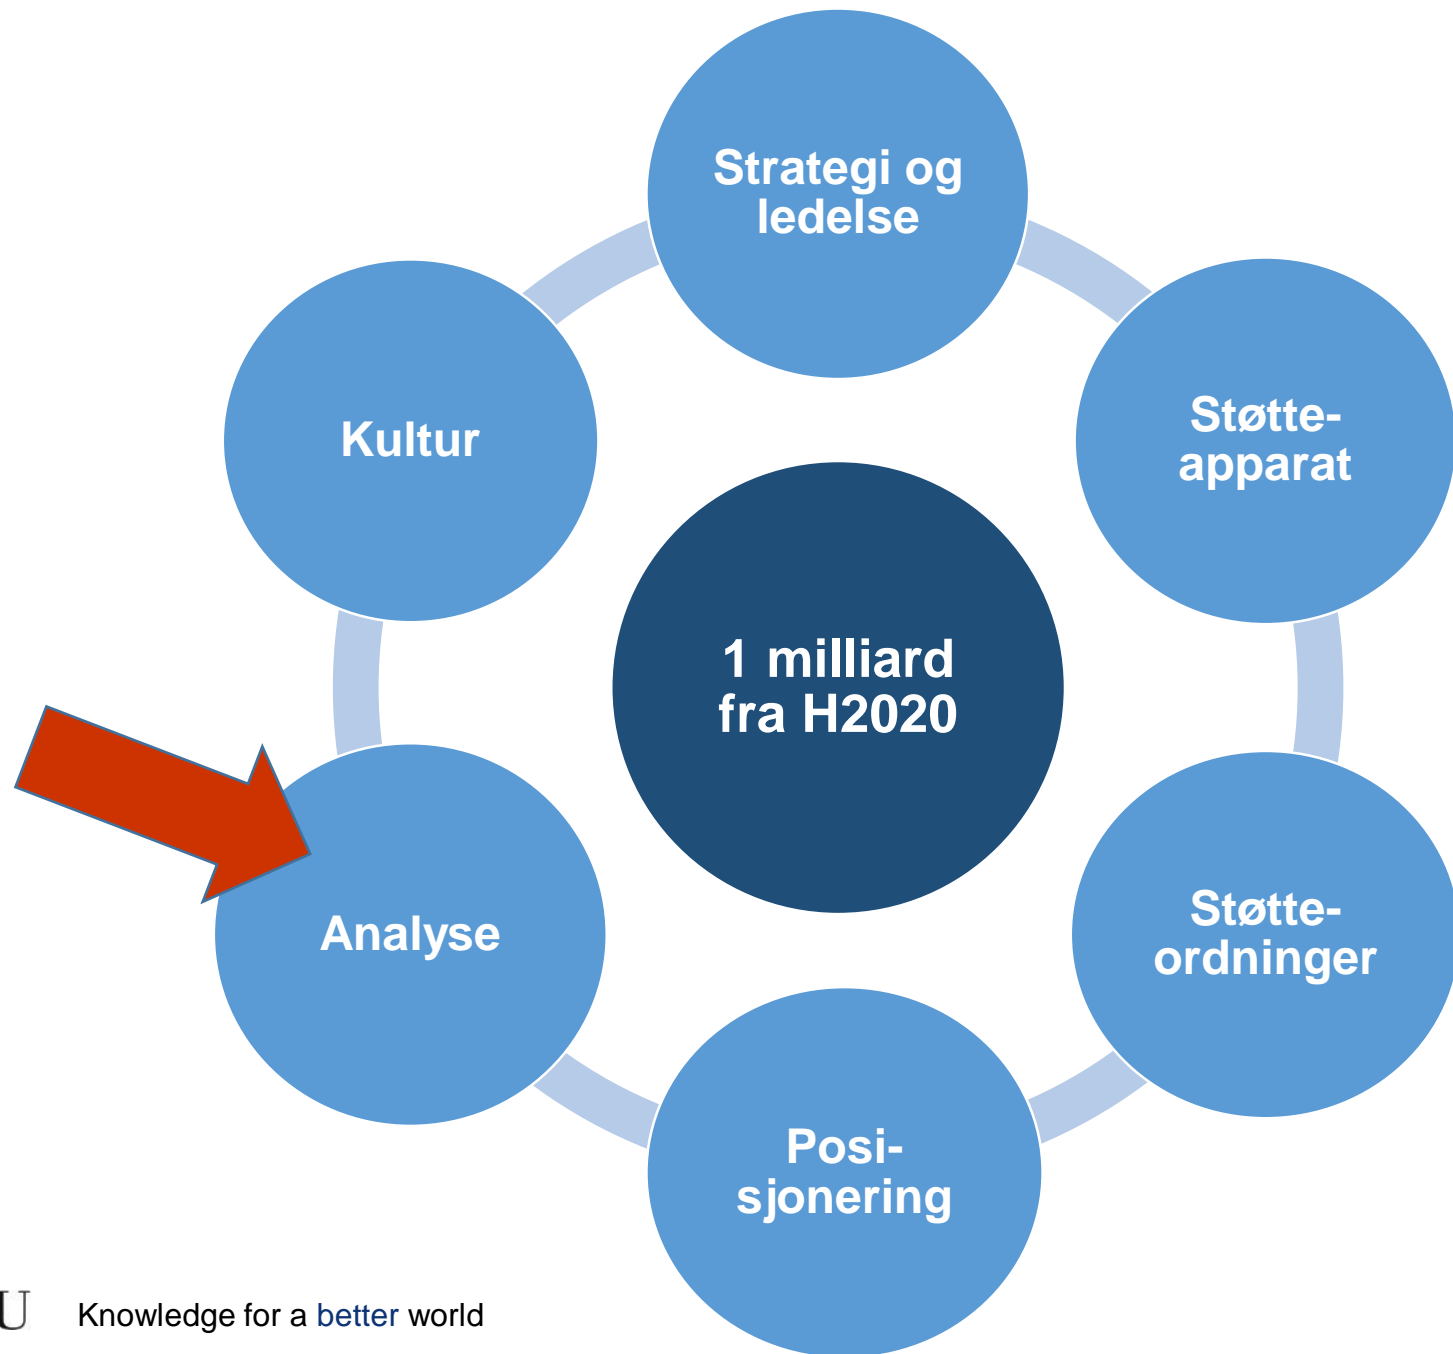 Strategi og
ledelse
Støtte-
apparat
Kultur
1 milliard
fra H2020
Støtte-
ordninger
Analyse
Posi-
sjonering
U
Knowledge for a better world